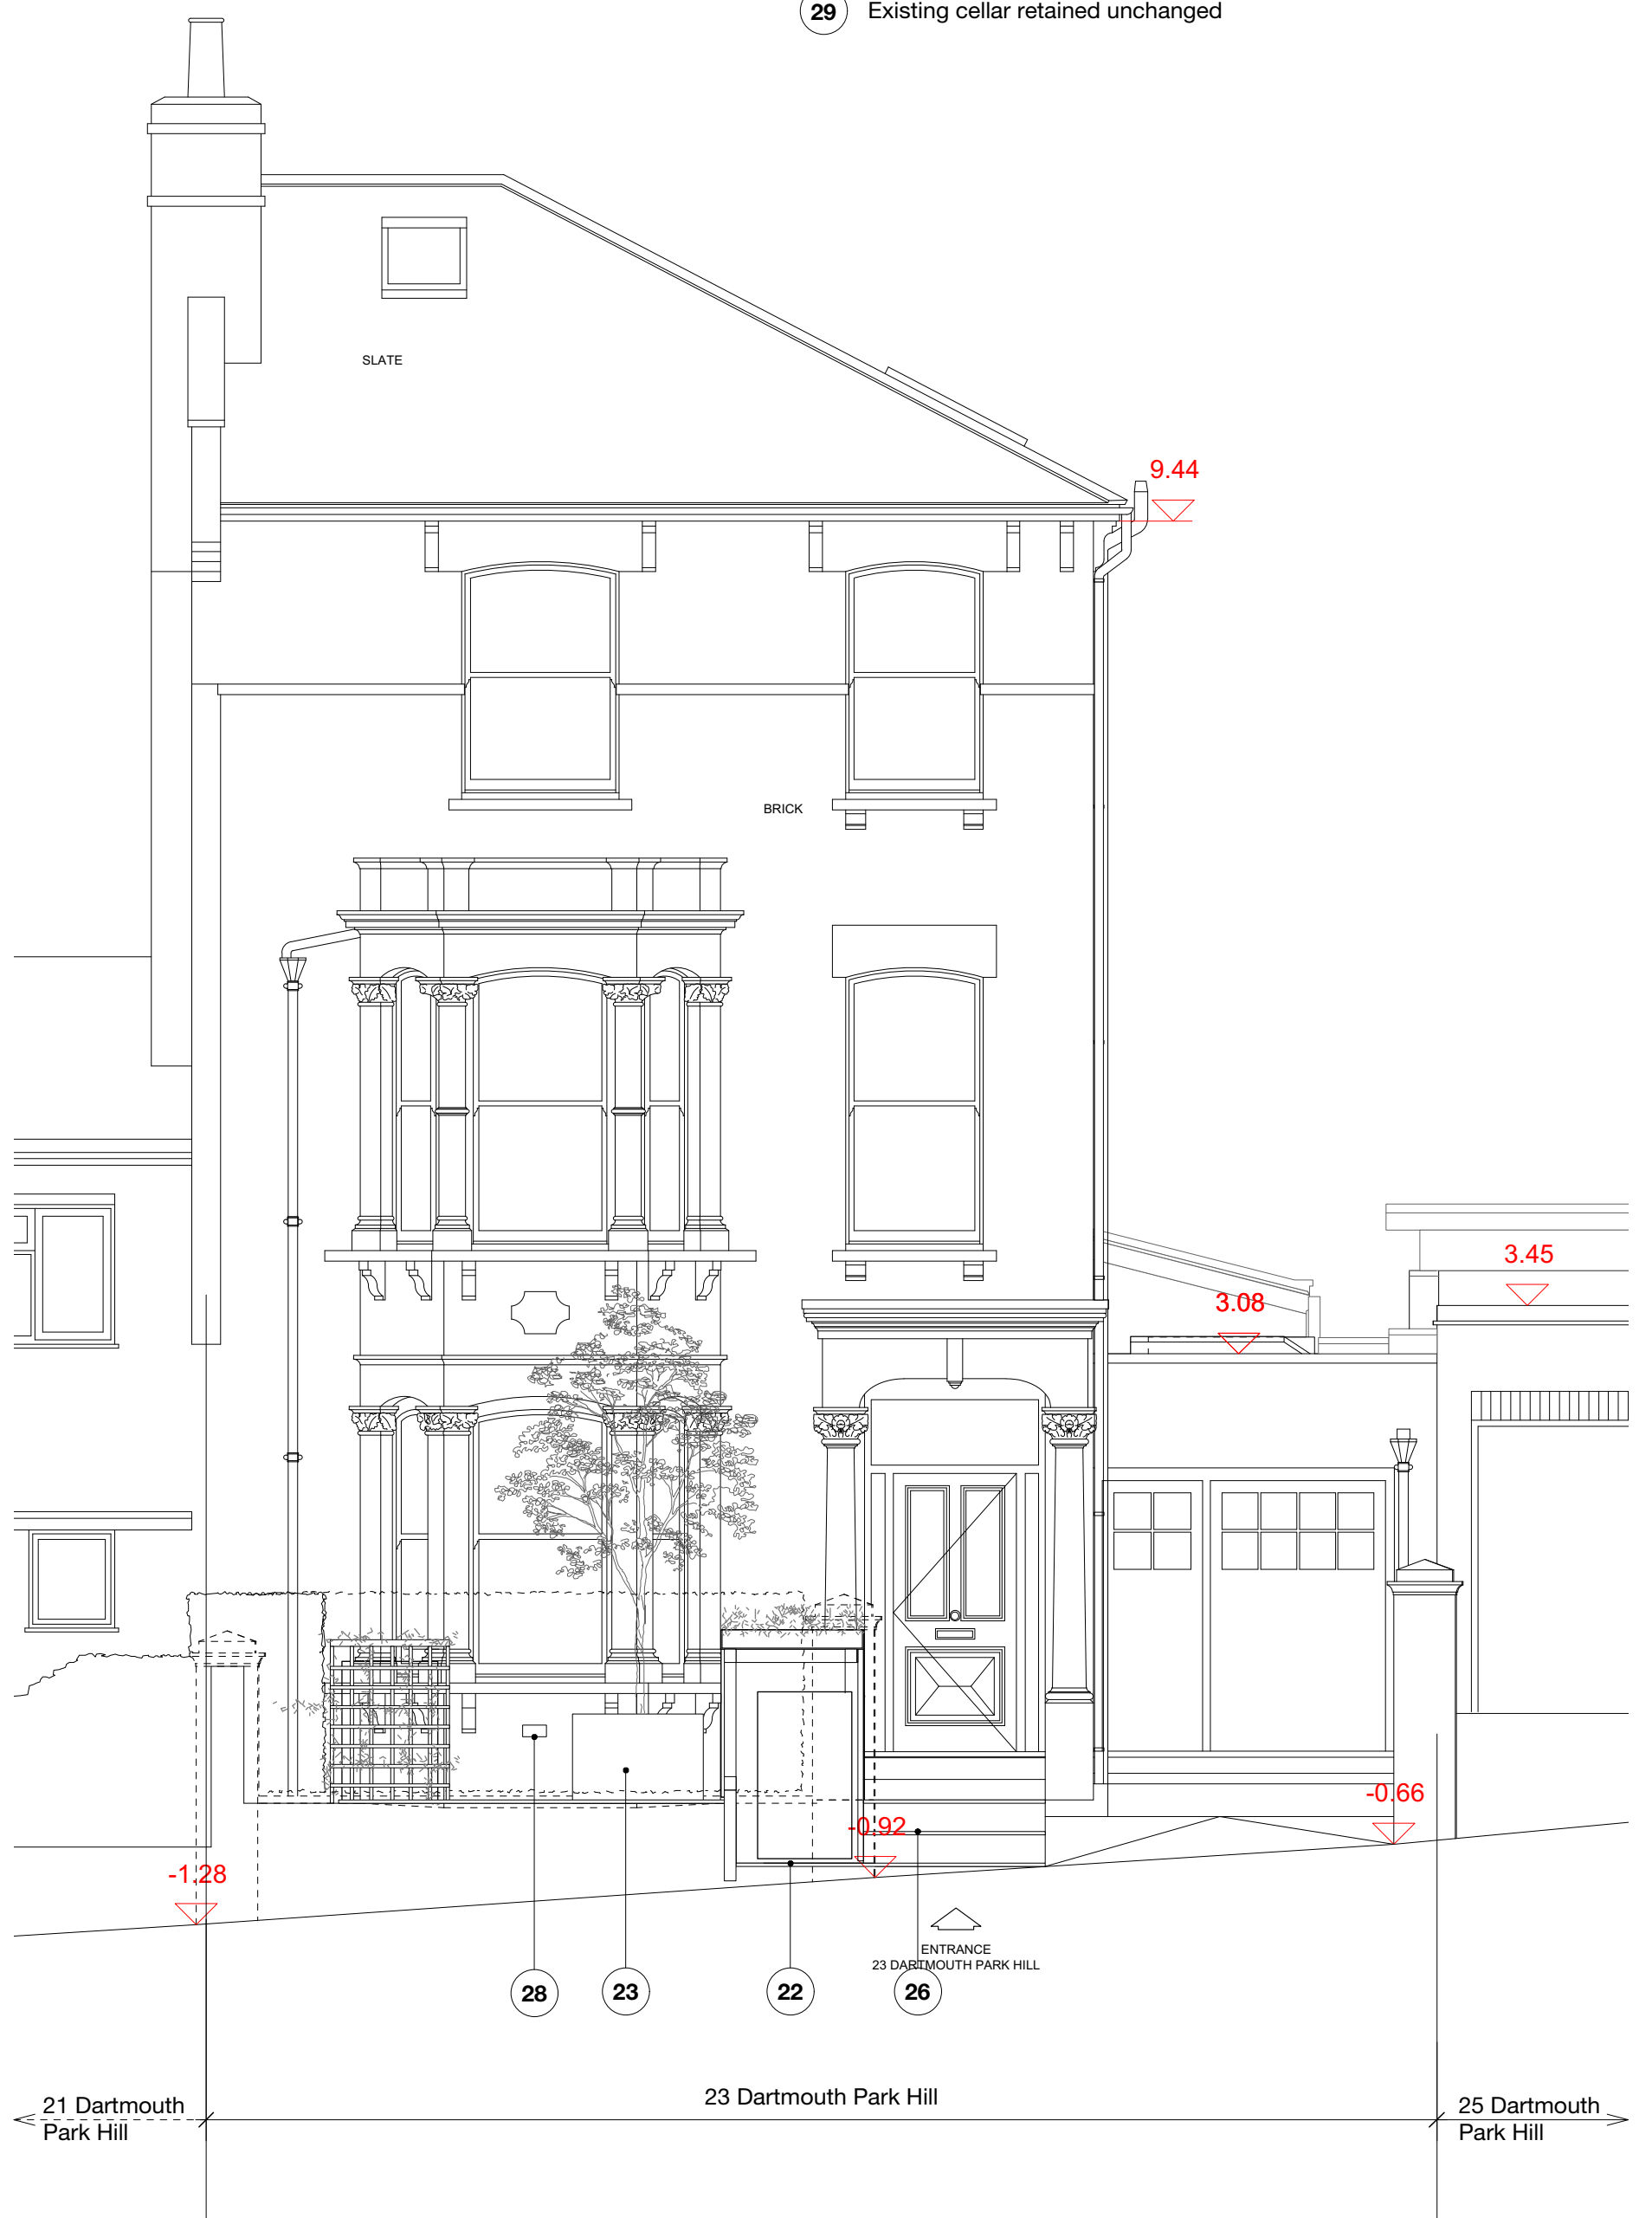 29 Existing cellar retained unchanged
SLATE
9.44
BRICK
3.45
3.08
-0.66
-0.92
-1.28
ENTRANCE
23 DARTMOUTH PARK HILL
28 23 22 26
23 Dartmouth Park Hill
21 Dartmouth
Park Hill
25 Dartmouth
Park Hill